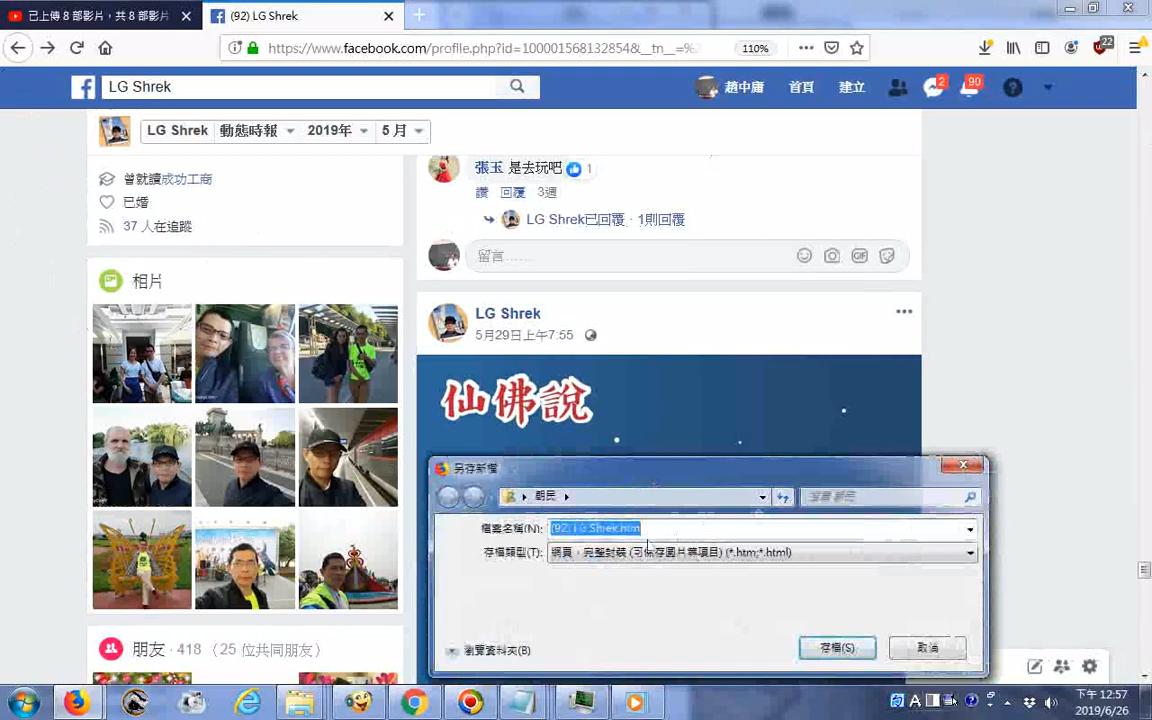 已上傳 8 部影片，共 8 部影片
(92) LG Shrek
https://www.facebook.com/profile.php?id=100001568132854&__tn__=%
110%
22
LG Shrek
趙中庸
首頁
建立
2
90
LG Shrek
動態時報
2019年
5 月
曾就讀成功工商
已婚
37 人在追蹤
相片
朋友 · 418 （25 位共同朋友）
張玉 是去玩吧
1
讚 回覆 3週
LG Shrek已回覆 · 1則回覆
留言……
GIF
LG Shrek
5月29日上午7:55
仙佛說
另存新檔
檔案名稱(N):
(92) LG Shrek.htm
存檔類型(T):
網頁，完整封裝 (可保存圖片等項目) (*.htm;*.html)
瀏覽資料夾(B)
存檔(S)
取消
下午 12:57
2019/6/26